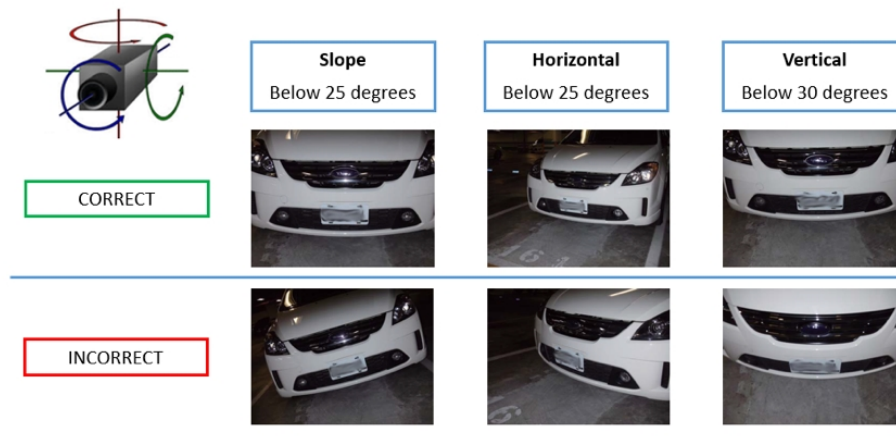 Slope
Below 25 degrees
Horizontal
Below 25 degrees
Vertical
Below 30 degrees
CORRECT
INCORRECT